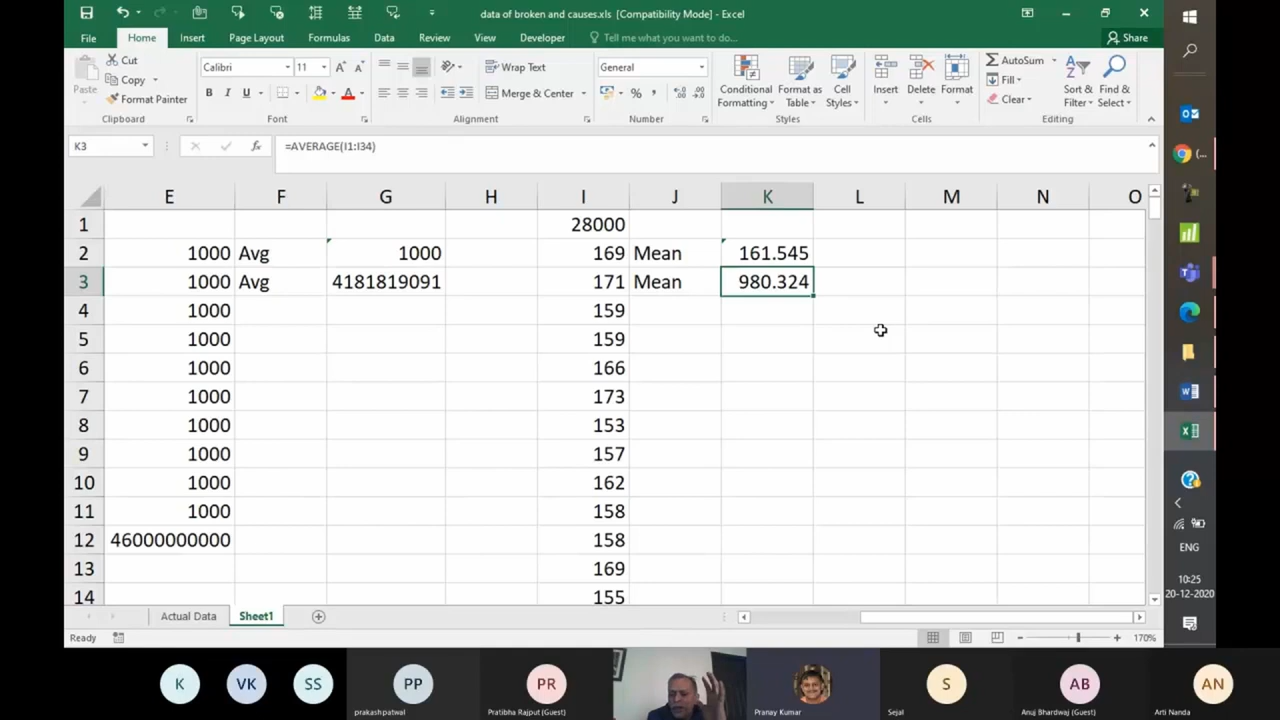 data of broken and causes.xls [Compatibility Mode] - Excel
File Home Insert Page Layout Formulas Data Review View Developer Tell me what you want to do... Share
Paste Cut Copy Format Painter Clipboard
Calibri 11 B I U Font
Wrap Text Merge & Center Alignment
General % , Number
Conditional Formatting Format as Table Cell Styles Styles
Insert Delete Format Cells
AutoSum Fill Clear Sort & Filter Find & Select Editing
K3 fx =AVERAGE(I1:I34)
E F G H I J K L M N O
1 28000
2 1000 Avg 1000 169 Mean 161.545
3 1000 Avg 4181819091 171 Mean 980.324
4 1000 159
5 1000 159
6 1000 166
7 1000 173
8 1000 153
9 1000 157
10 1000 162
11 1000 158
12 46000000000 158
13 169
14 155
Actual Data Sheet1
Ready 170%
ENG
10:25
20-12-2020
K VK SS PP PR S AB AN
prakash patwal Pratibha Rajput (Guest) Pranay Kumar Sejal Anuj Bhardwaj (Guest) Arti Nanda